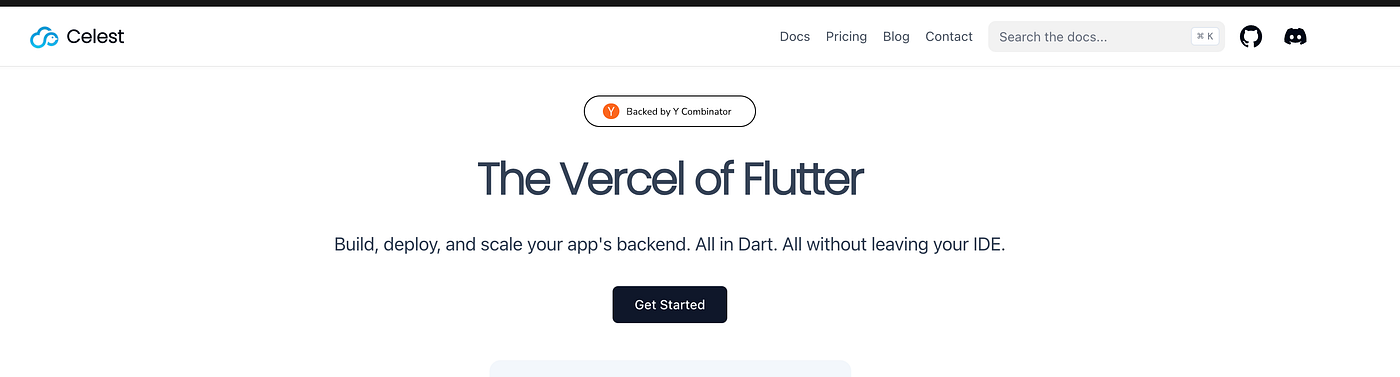 Celest
Docs Pricing Blog Contact Search the docs... ⌘ K
Y Backed by Y Combinator
The Vercel of Flutter
Build, deploy, and scale your app's backend. All in Dart. All without leaving your IDE.
Get Started